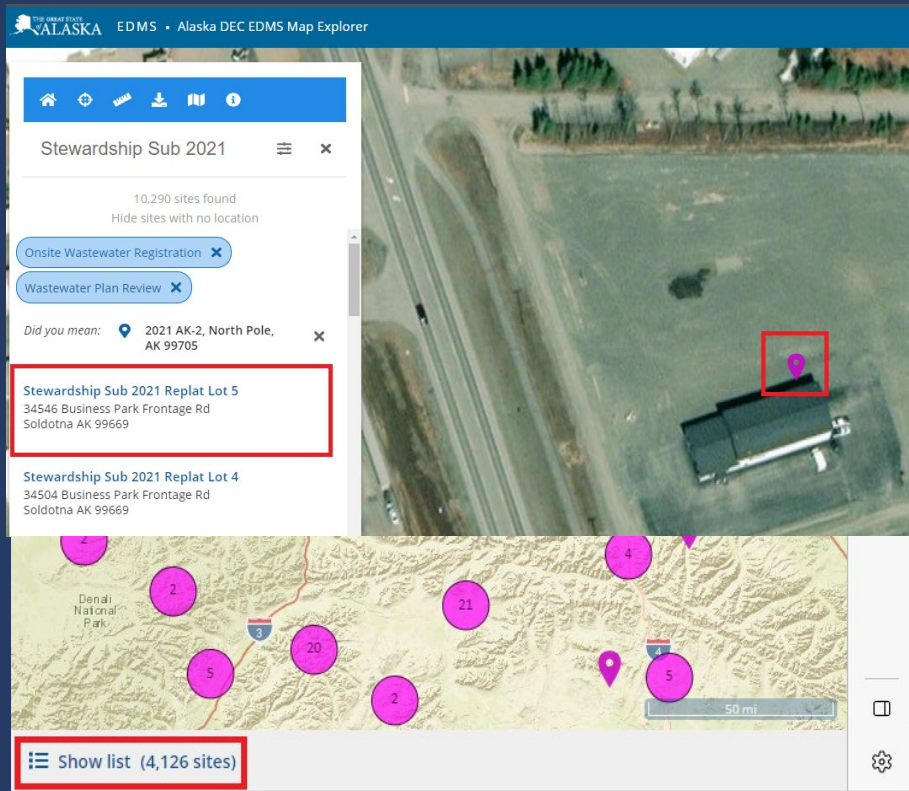 THE GREAT STATE
of ALASKA EDMS • Alaska DEC EDMS Map Explorer
Stewardship Sub 2021
10,290 sites found
Hide sites with no location
Onsite Wastewater Registration
Wastewater Plan Review
Did you mean: 2021 AK-2, North Pole,
AK 99705
Stewardship Sub 2021 Replat Lot 5
34546 Business Park Frontage Rd
Soldotna AK 99669
Stewardship Sub 2021 Replat Lot 4
34504 Business Park Frontage Rd
Soldotna AK 99669
2
4
2
Denali
National
Park
21
3
20
4
5
5
2
50 mi
Show list (4,126 sites)